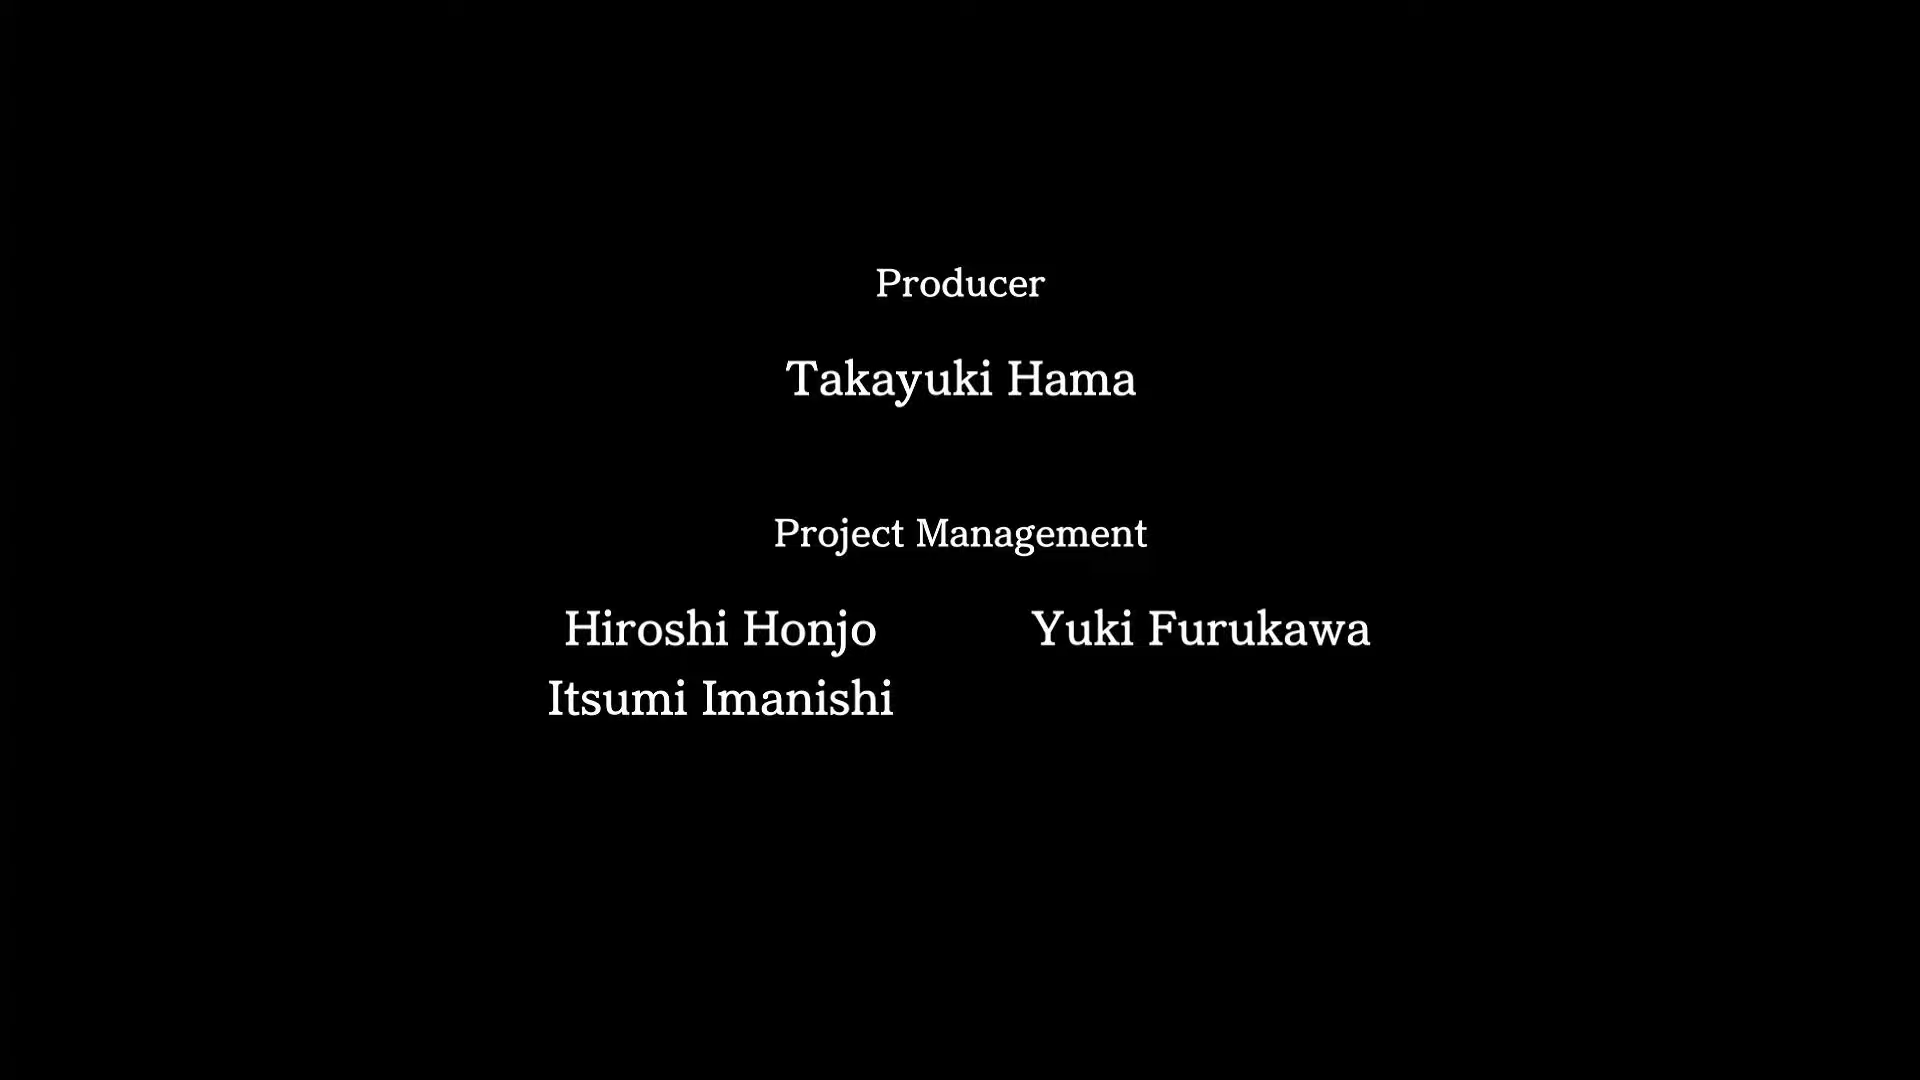 Producer
Takayuki Hama
Project Management
Hiroshi Honjo Yuki Furukawa
Itsumi Imanishi